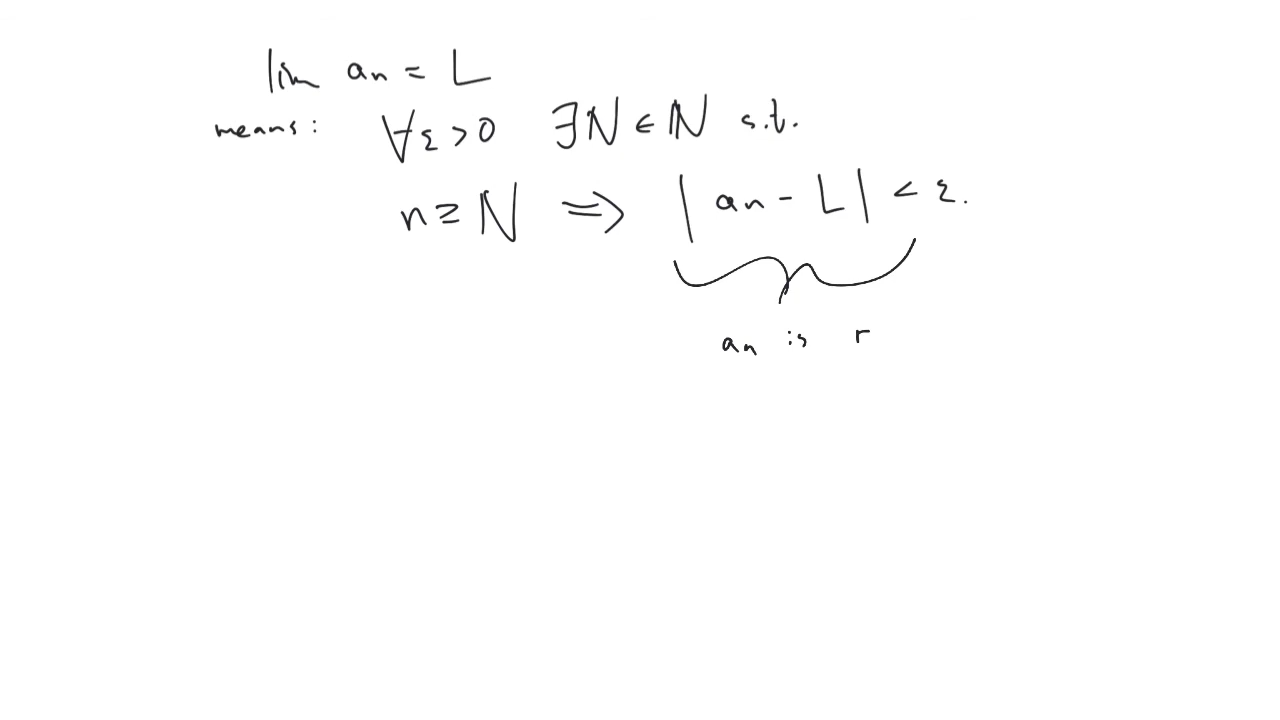 lim an = L
means: ∀ε > 0 ∃N ∈ ℕ s.t.
n ≥ N ⟹ | an - L| < ε.
an is r